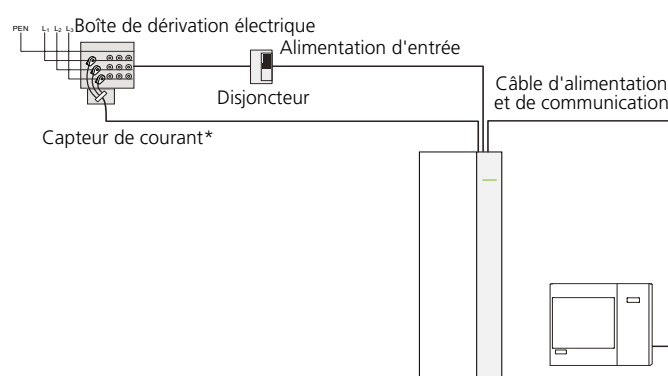 PEN L₁ L₂ L₃
Boîte de dérivation électrique
Alimentation d'entrée
Disjoncteur
Câble d'alimentation
et de communication
Capteur de courant*